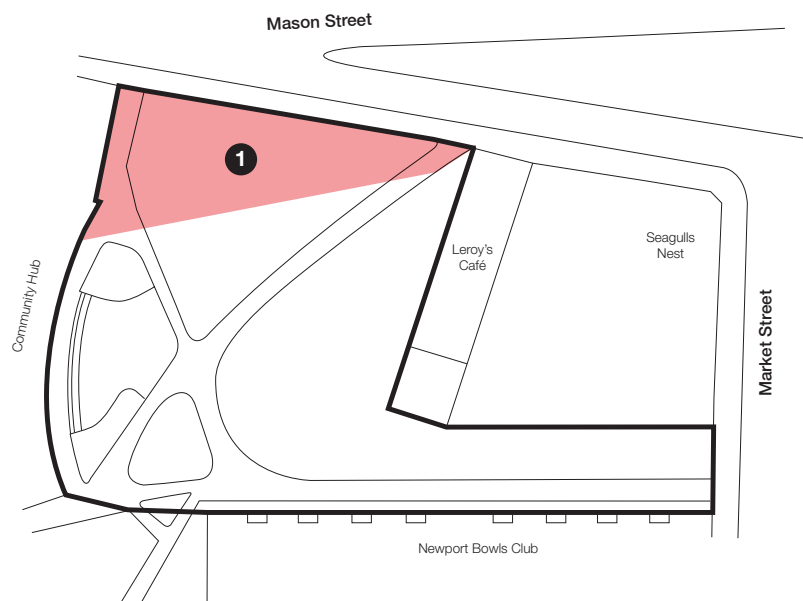 Mason Street
1
Leroy's
Café
Seagulls
Nest
Community Hub
Market Street
Newport Bowls Club